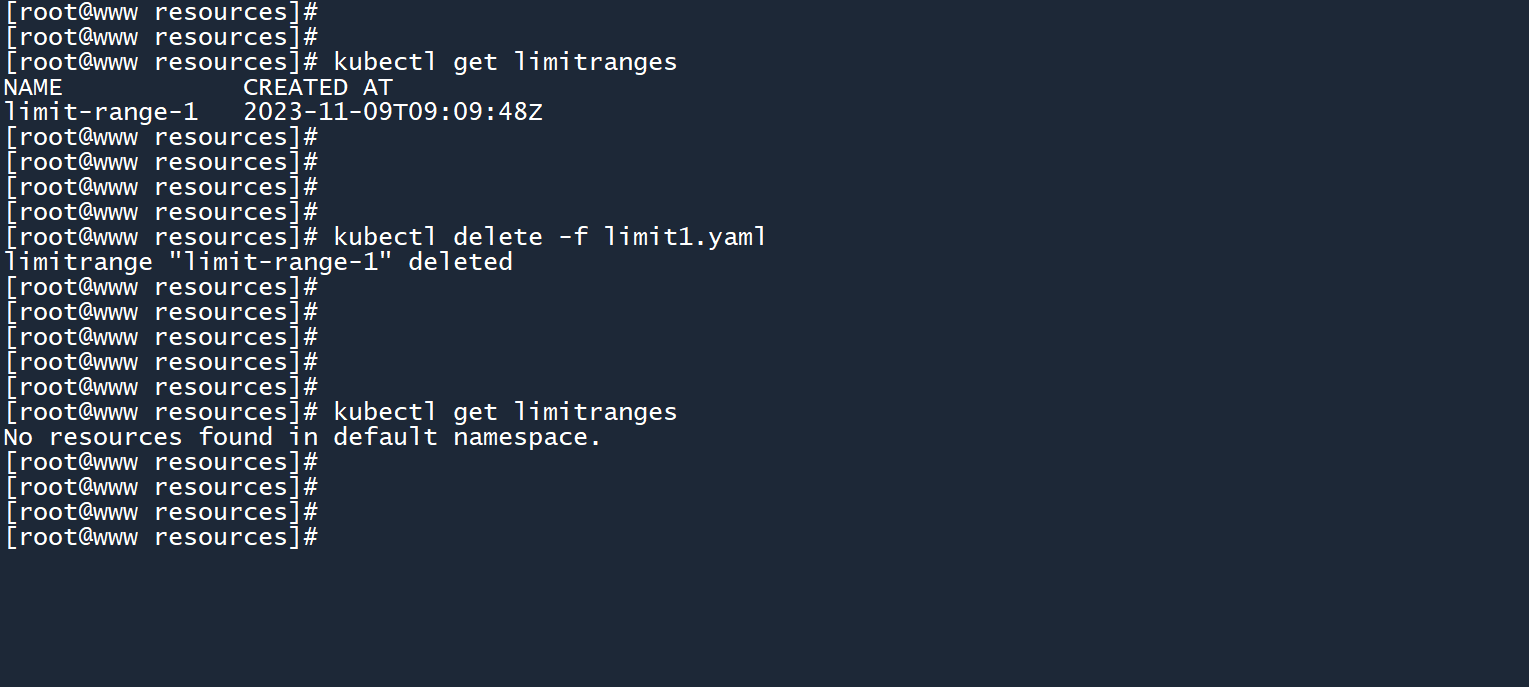 [root@www resources]#
[root@www resources]#
[root@www resources]# kubectl get limitranges
NAME            CREATED AT
limit-range-1   2023-11-09T09:09:48Z
[root@www resources]#
[root@www resources]#
[root@www resources]#
[root@www resources]#
[root@www resources]# kubectl delete -f limit1.yaml
limitrange "limit-range-1" deleted
[root@www resources]#
[root@www resources]#
[root@www resources]#
[root@www resources]#
[root@www resources]#
[root@www resources]# kubectl get limitranges
No resources found in default namespace.
[root@www resources]#
[root@www resources]#
[root@www resources]#
[root@www resources]#